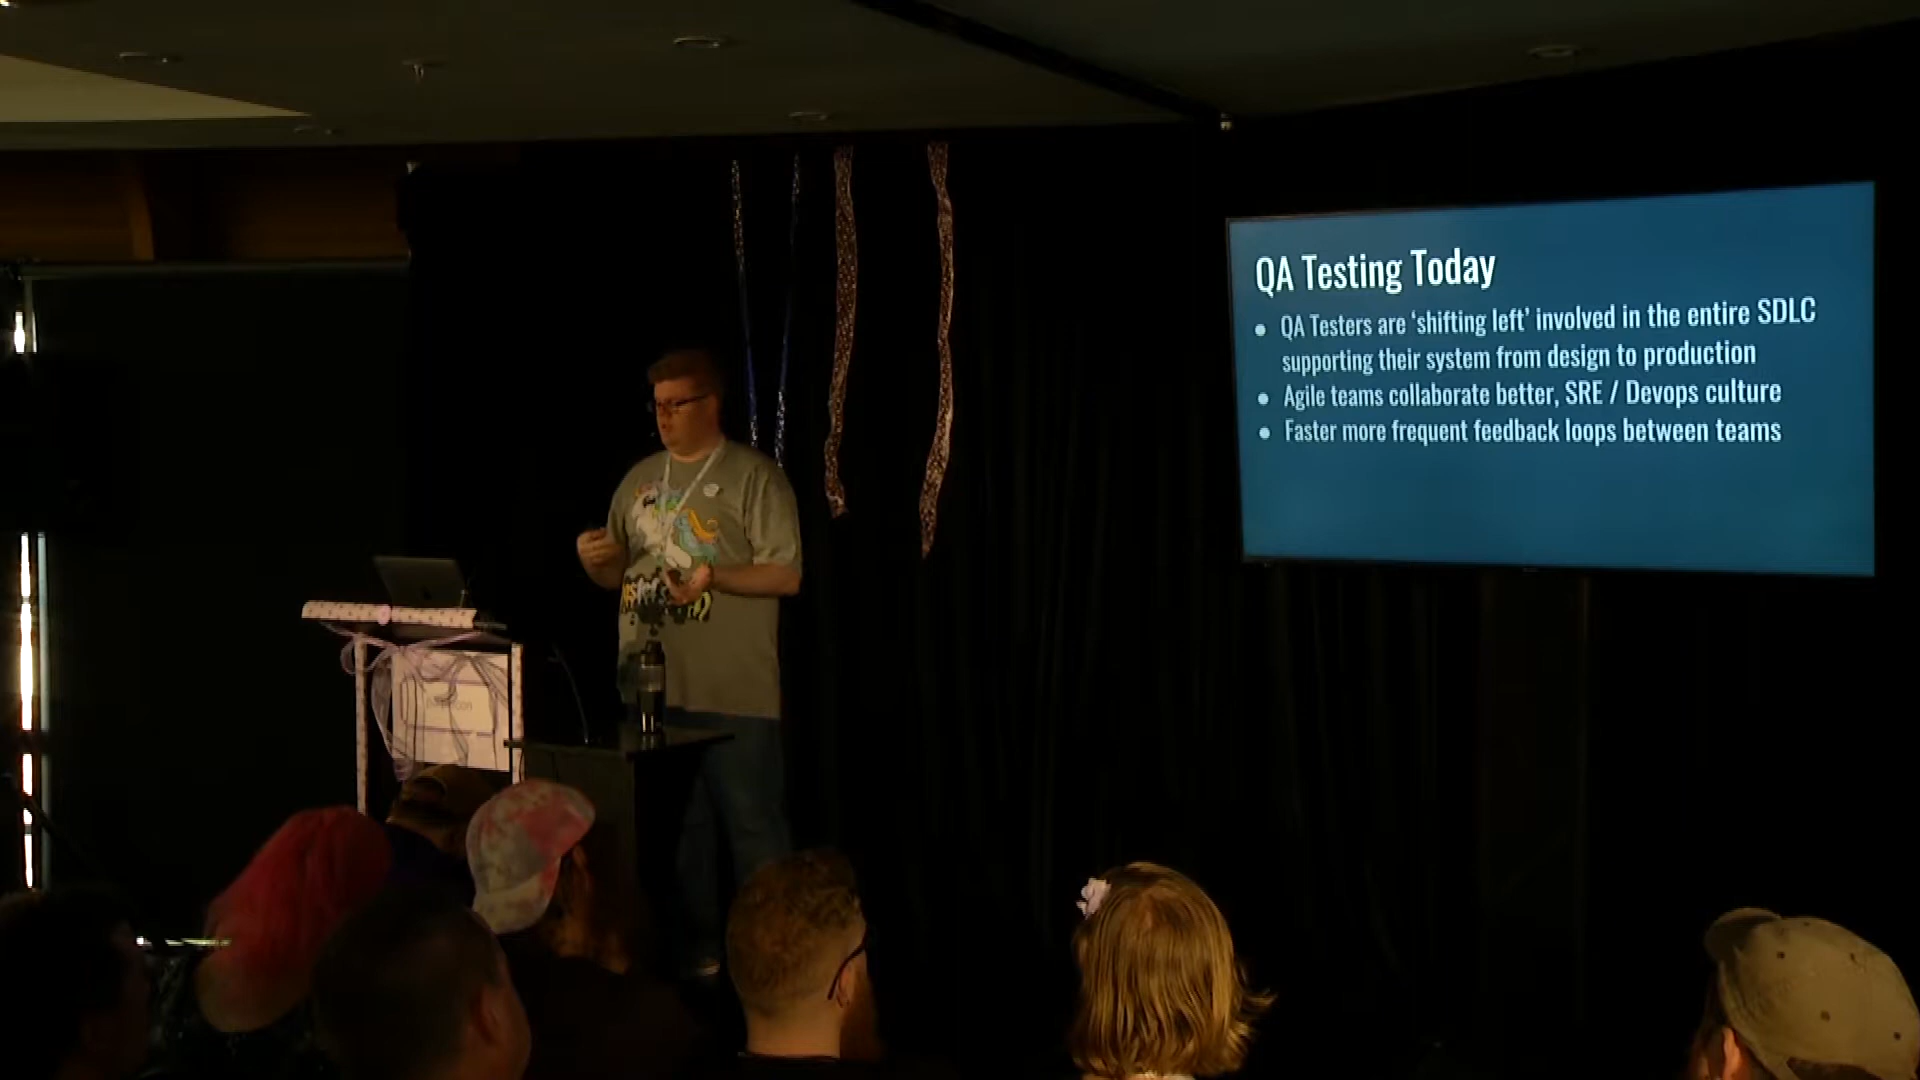 QA Testing Today
● QA Testers are ‘shifting left’ involved in the entire SDLC
supporting their system from design to production
● Agile teams collaborate better, SRE / Devops culture
● Faster more frequent feedback loops between teams